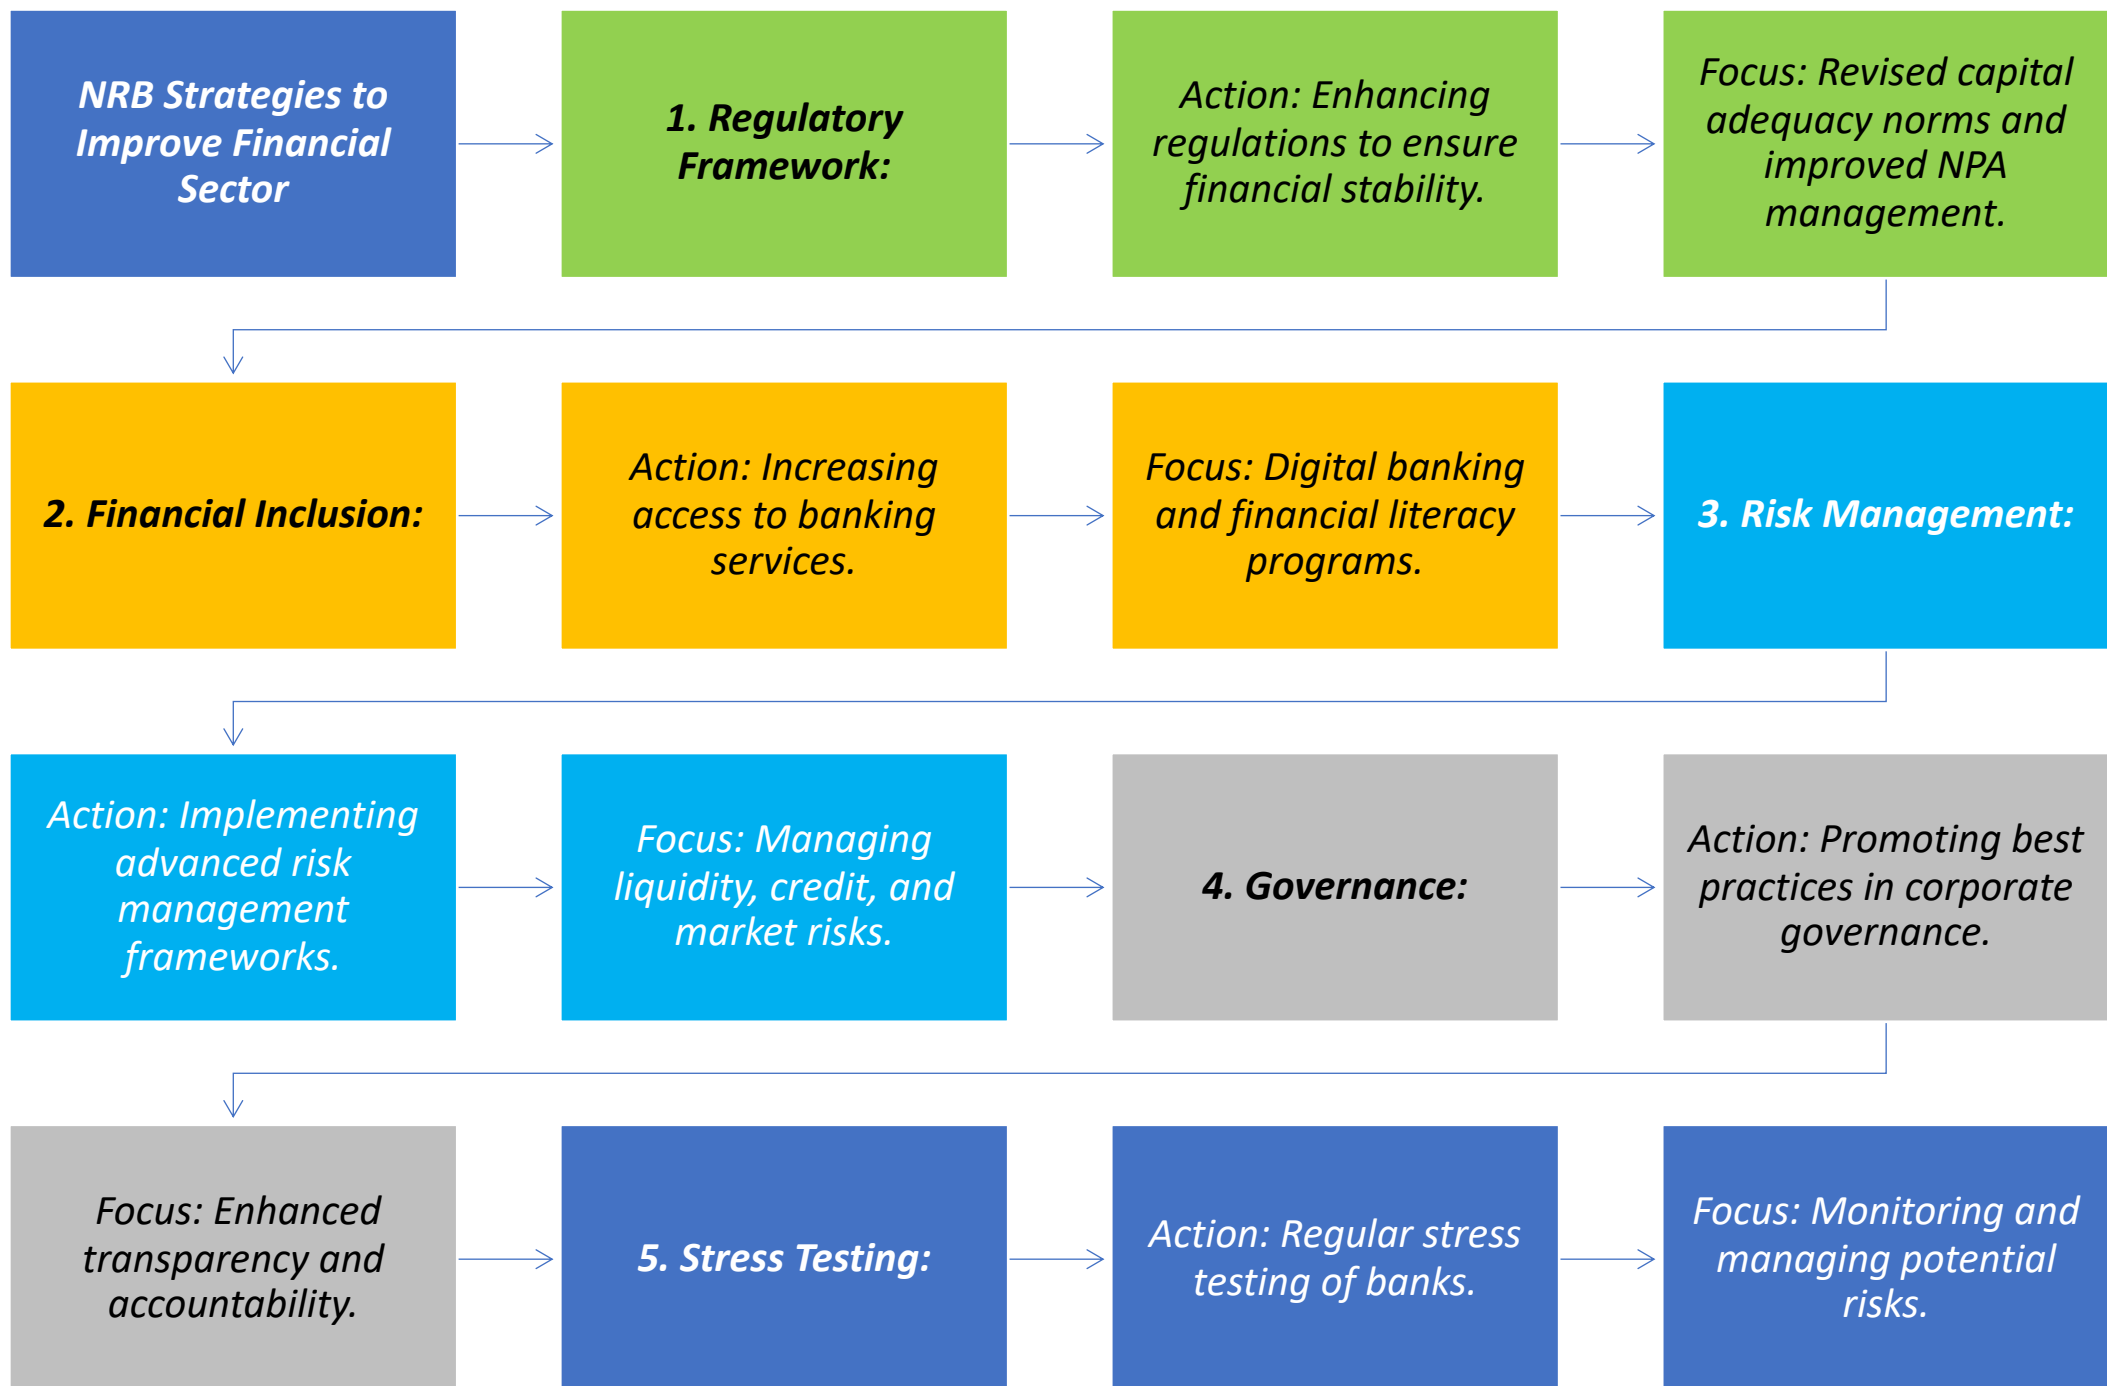 NRB Strategies to
Improve Financial
Sector
1. Regulatory
Framework:
Action: Enhancing
regulations to ensure
financial stability.
Focus: Revised capital
adequacy norms and
improved NPA
management.
2. Financial Inclusion:
Action: Increasing
access to banking
services.
Focus: Digital banking
and financial literacy
programs.
3. Risk Management:
Action: Implementing
advanced risk
management
frameworks.
Focus: Managing
liquidity, credit, and
market risks.
4. Governance:
Action: Promoting best
practices in corporate
governance.
Focus: Enhanced
transparency and
accountability.
5. Stress Testing:
Action: Regular stress
testing of banks.
Focus: Monitoring and
managing potential
risks.